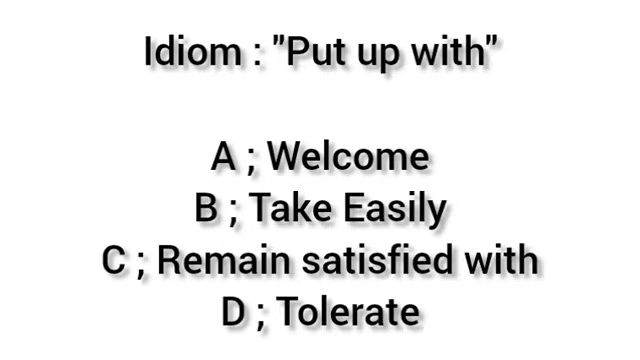 Idiom : "Put up with"
A ; Welcome
B ; Take Easily
C ; Remain satisfied with
D ; Tolerate